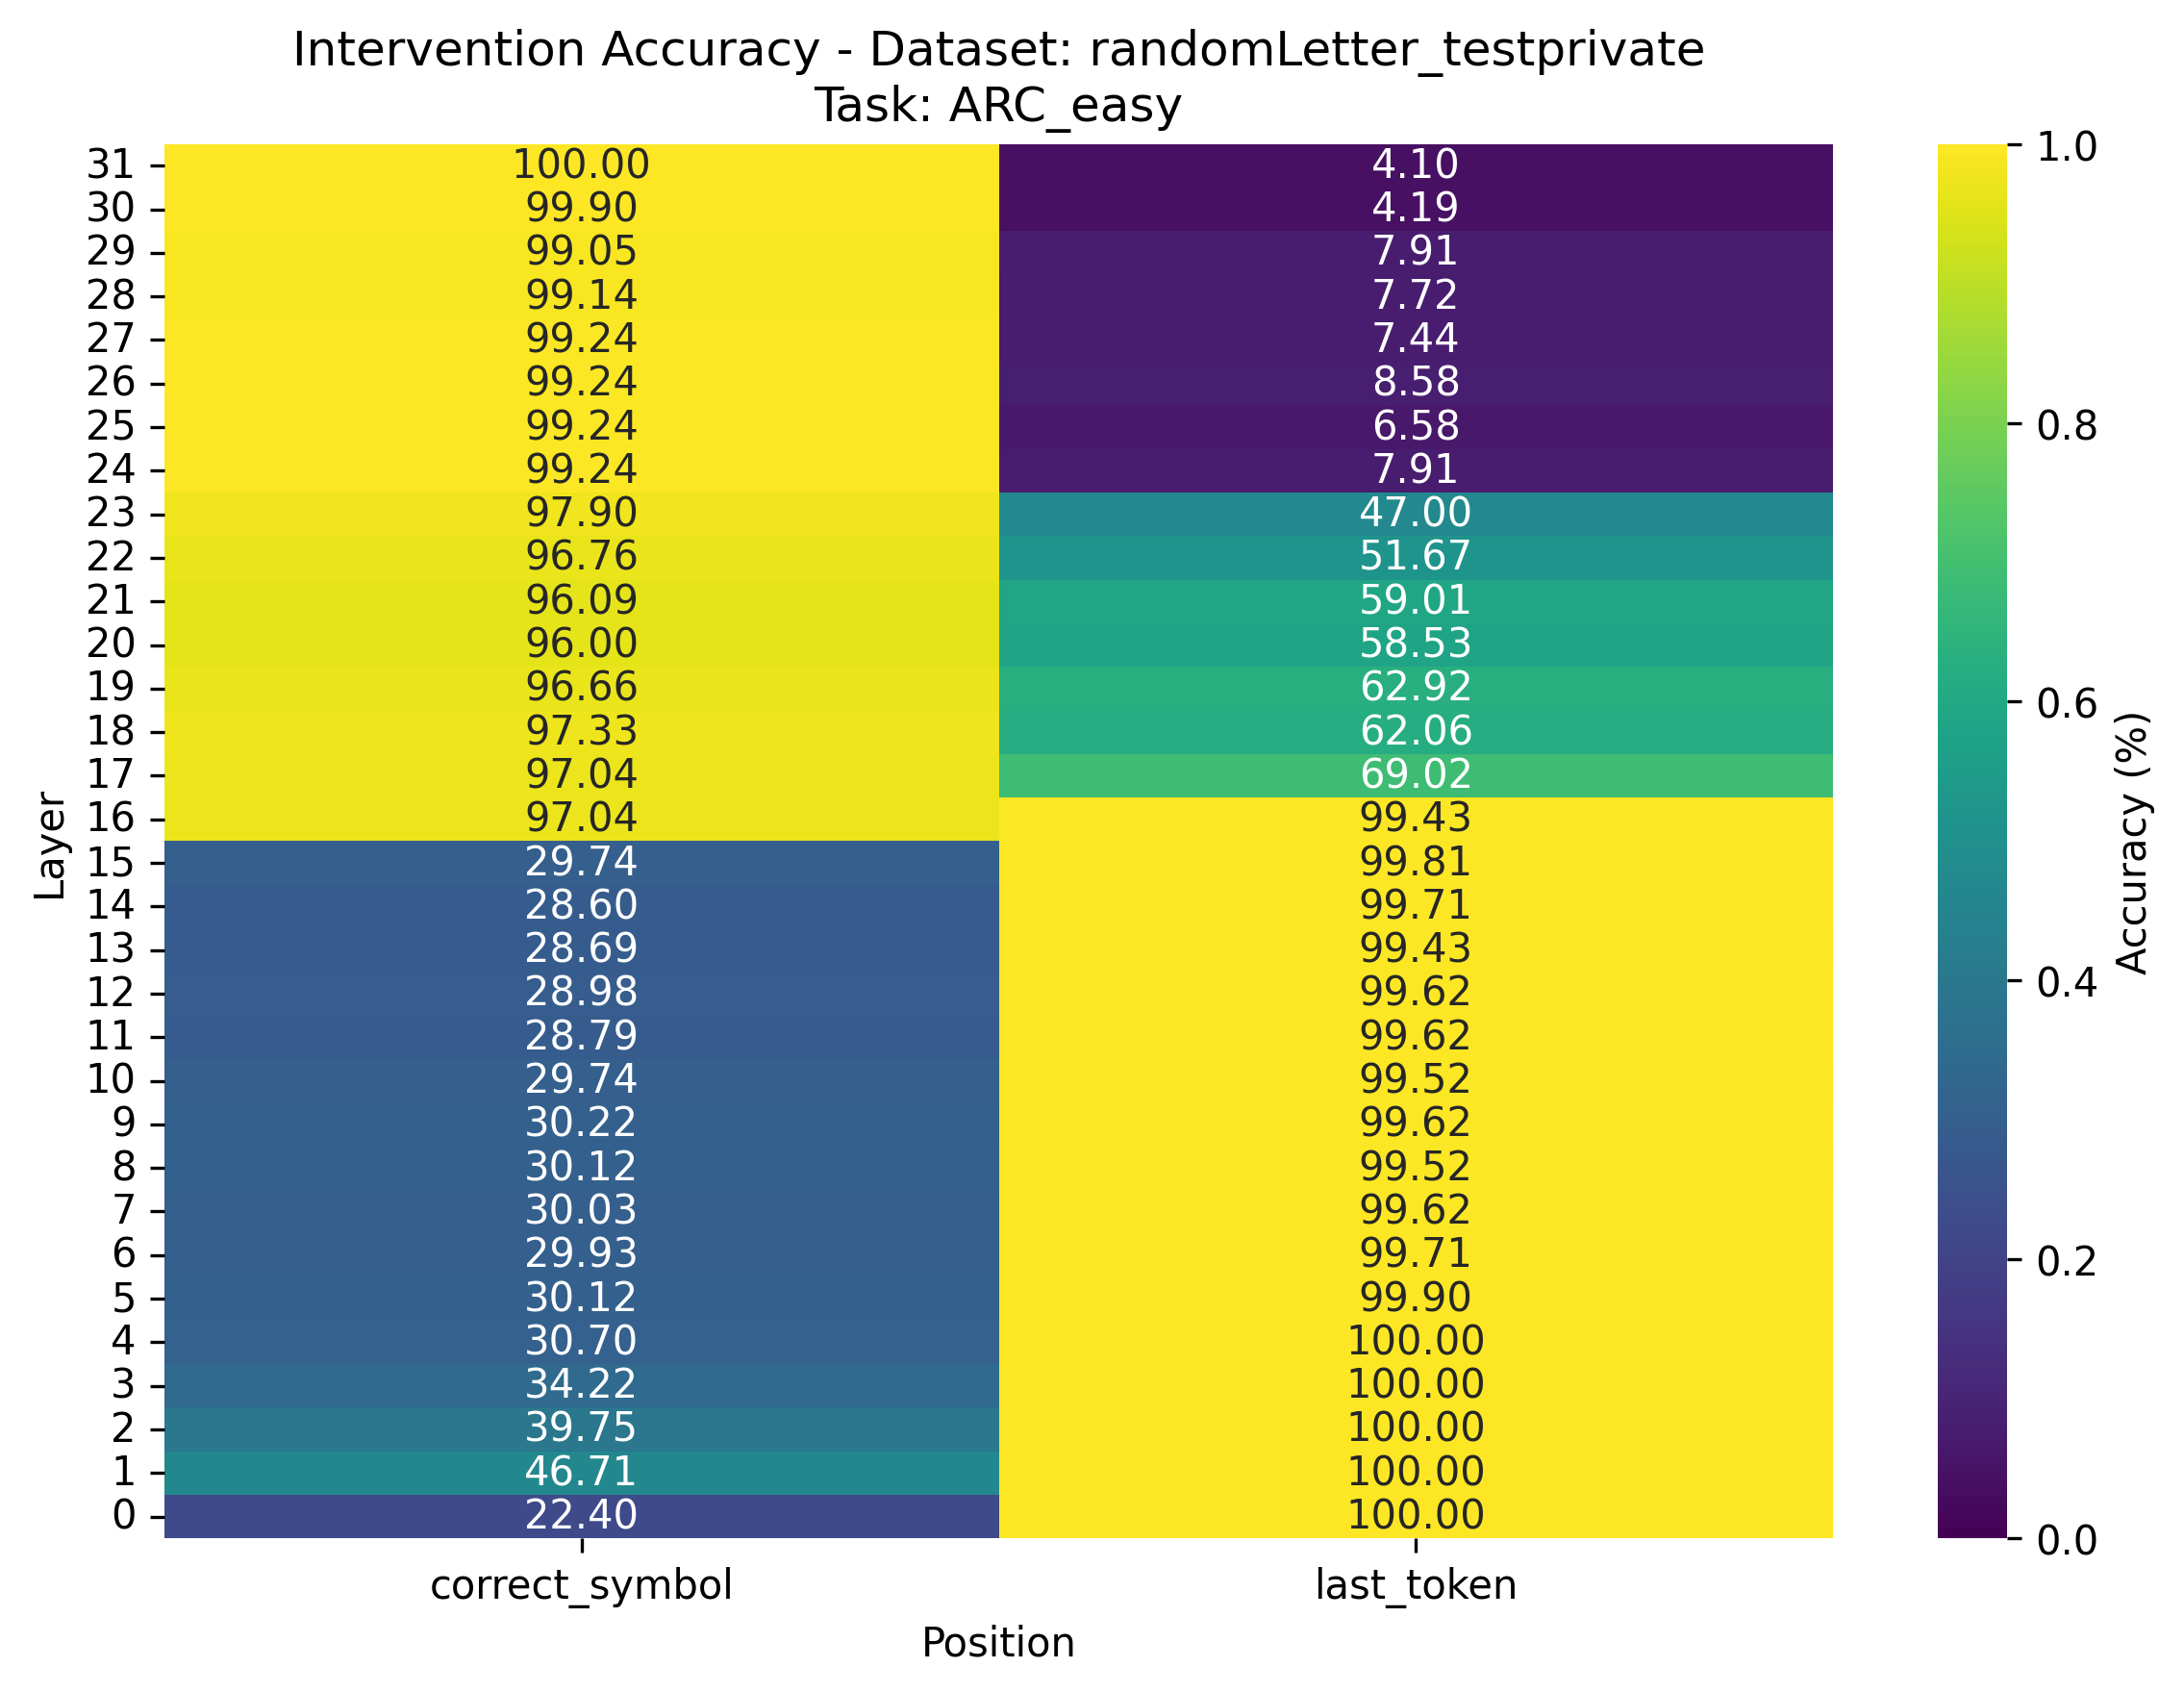 Intervention Accuracy - Dataset: randomLetter_testprivate
Task: ARC_easy
31 100.00 4.10
30 99.90 4.19
29 99.05 7.91
28 99.14 7.72
27 99.24 7.44
26 99.24 8.58
25 99.24 6.58
24 99.24 7.91
23 97.90 47.00
22 96.76 51.67
21 96.09 59.01
20 96.00 58.53
19 96.66 62.92
18 97.33 62.06
17 97.04 69.02
16 97.04 99.43
15 29.74 99.81
14 28.60 99.71
13 28.69 99.43
12 28.98 99.62
11 28.79 99.62
10 29.74 99.52
9 30.22 99.62
8 30.12 99.52
7 30.03 99.62
6 29.93 99.71
5 30.12 99.90
4 30.70 100.00
3 34.22 100.00
2 39.75 100.00
1 46.71 100.00
0 22.40 100.00
Layer
correct_symbol last_token
Position
1.0
0.8
0.6
0.4
0.2
0.0
Accuracy (%)